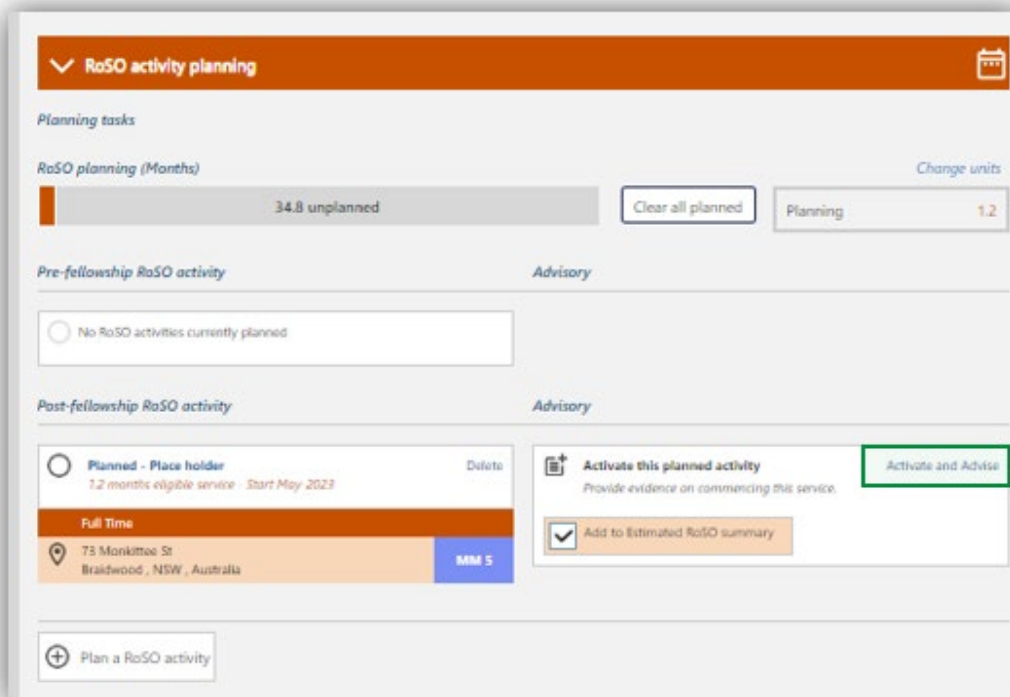 RoSO activity planning
Planning tasks
RoSO planning (Months)
Change units
34.8 unplanned
Clear all planned
Planning 1.2
Pre-fellowship RoSO activity
Advisory
No RoSO activities currently planned
Post-fellowship RoSO activity
Advisory
Planned - Place holder
Delete
1.2 months eligible service - Start May 2023
Full Time
73 Monkittee St
Braidwood , NSW , Australia
MM 5
Activate this planned activity
Activate and Advise
Provide evidence on commencing this service.
Add to Estimated RoSO summary
Plan a RoSO activity